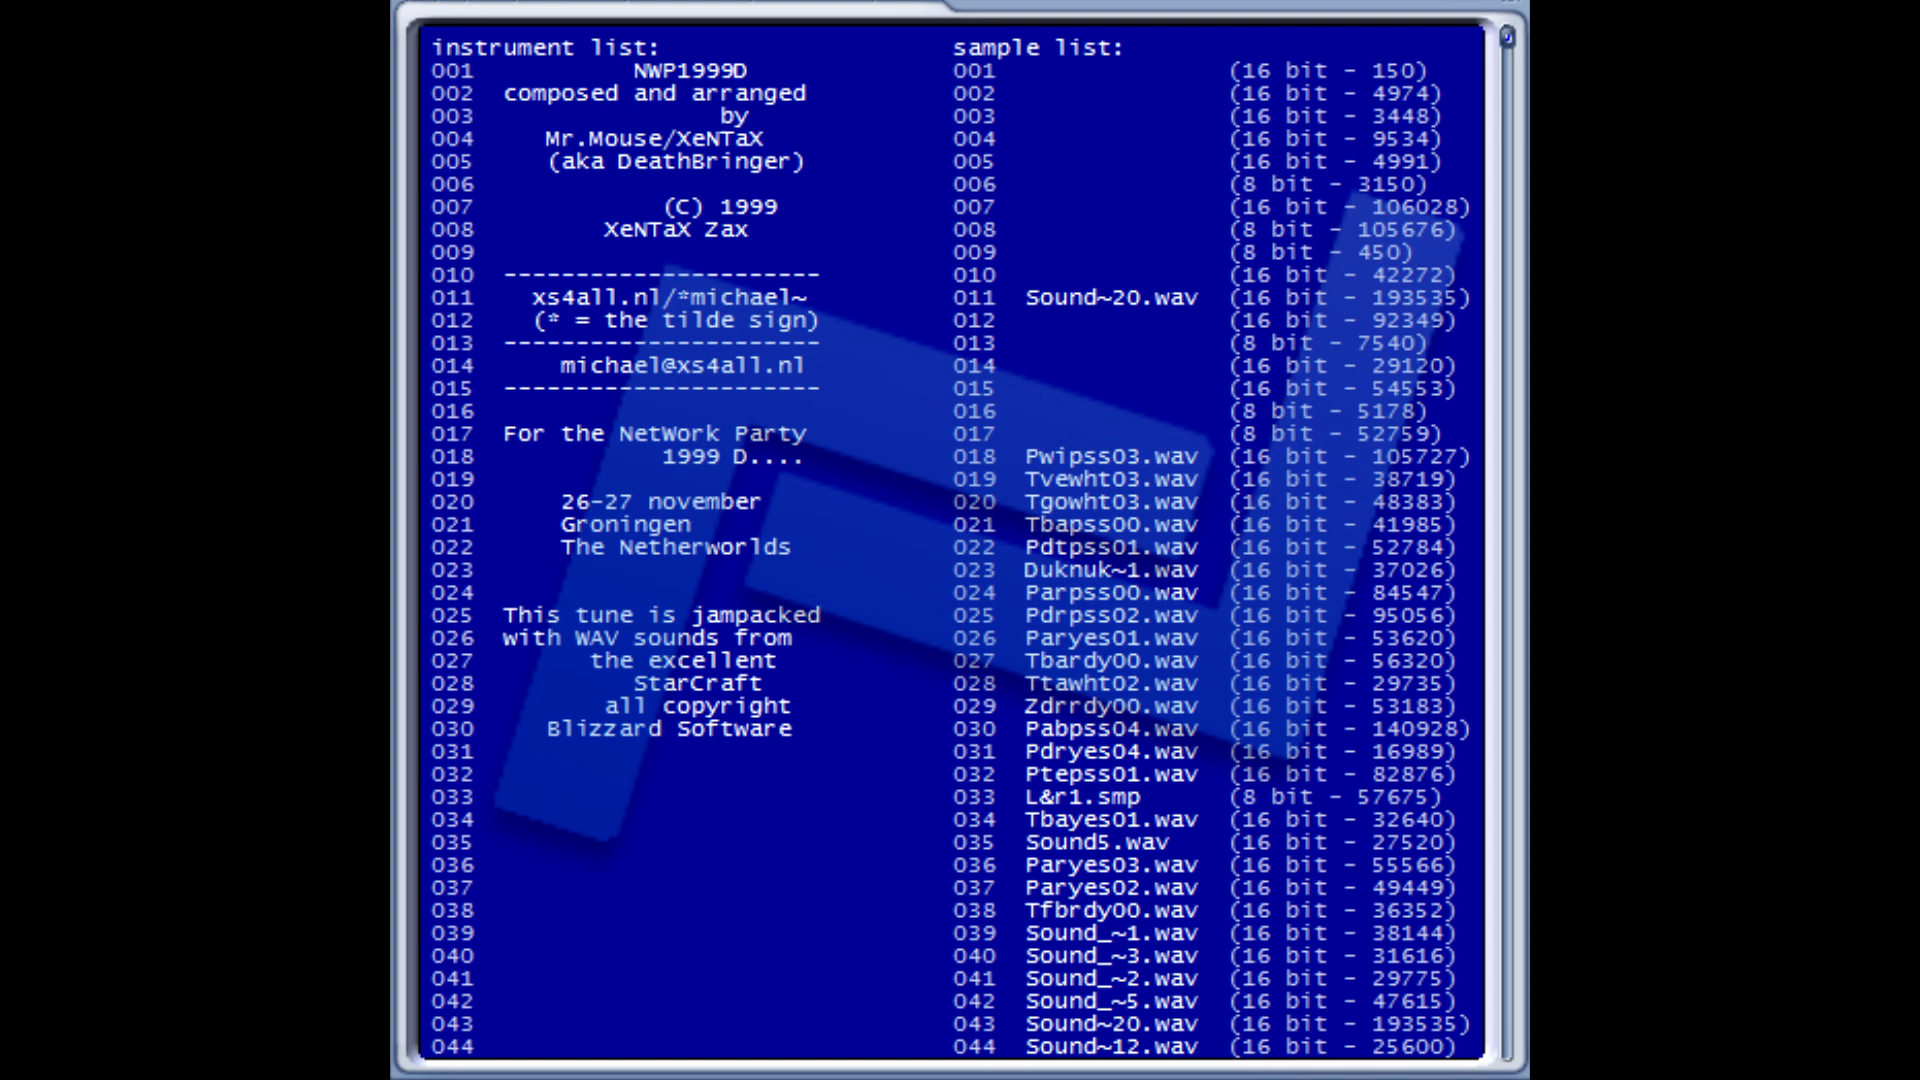 instrument list: sample list:
001 NWP1999D 001 (16 bit - 150)
002 composed and arranged 002 (16 bit - 4974)
003 by 003 (16 bit - 3448)
004 Mr.Mouse/XeNTaX 004 (16 bit - 9534)
005 (aka DeathBringer) 005 (16 bit - 4991)
006 006 (8 bit - 3150)
007 (C) 1999 007 (16 bit - 106028)
008 XeNTaX Zax 008 (8 bit - 105676)
009 009 (8 bit - 450)
010 ---------------------- 010 (16 bit - 42272)
011 xs4all.nl/*michael~ 011 Sound~20.wav (16 bit - 193535)
012 (* = the tilde sign) 012 (16 bit - 92349)
013 ---------------------- 013 (8 bit - 7540)
014 michael@xs4all.nl 014 (16 bit - 29120)
015 ---------------------- 015 (16 bit - 54553)
016 016 (8 bit - 5178)
017 For the NetWork Party 017 (8 bit - 52759)
018 1999 D.... 018 Pwipss03.wav (16 bit - 105727)
019 019 Tvewht03.wav (16 bit - 38719)
020 26-27 november 020 Tgowht03.wav (16 bit - 48383)
021 Groningen 021 Tbapss00.wav (16 bit - 41985)
022 The Netherworlds 022 Pdtpss01.wav (16 bit - 52784)
023 023 Duknuk~1.wav (16 bit - 37026)
024 024 Parpss00.wav (16 bit - 84547)
025 This tune is jampacked 025 Pdrpss02.wav (16 bit - 95056)
026 with WAV sounds from 026 Paryes01.wav (16 bit - 53620)
027 the excellent 027 Tbardy00.wav (16 bit - 56320)
028 StarCraft 028 Ttawht02.wav (16 bit - 29735)
029 all copyright 029 Zdrrdy00.wav (16 bit - 53183)
030 Blizzard Software 030 Pabpss04.wav (16 bit - 140928)
031 031 Pdryes04.wav (16 bit - 16989)
032 032 Ptepss01.wav (16 bit - 82876)
033 033 L&r1.smp (8 bit - 57675)
034 034 Tbayes01.wav (16 bit - 32640)
035 035 Sound5.wav (16 bit - 27520)
036 036 Paryes03.wav (16 bit - 55566)
037 037 Paryes02.wav (16 bit - 49449)
038 038 Tfbrdy00.wav (16 bit - 36352)
039 039 Sound_~1.wav (16 bit - 38144)
040 040 Sound_~3.wav (16 bit - 31616)
041 041 Sound_~2.wav (16 bit - 29775)
042 042 Sound_~5.wav (16 bit - 47615)
043 043 Sound~20.wav (16 bit - 193535)
044 044 Sound~12.wav (16 bit - 25600)